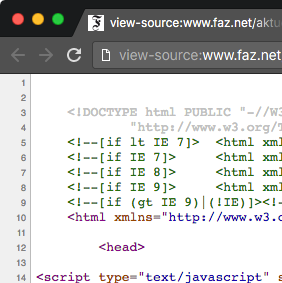 view-source:www.faz.net/aktu
view-source:www.faz.net
1
2
3 <!DOCTYPE html PUBLIC "-//W3
4 "http://www.w3.org/T
5 <!--[if lt IE 7]> <html xml
6 <!--[if IE 7]> <html xml
7 <!--[if IE 8]> <html xml
8 <!--[if IE 9]> <html xml
9 <!--[if (gt IE 9)|(!IE)]><!-
10 <html xmlns="http://www.w3.o
11
12 <head>
13
14 <script type="text/javascript" s